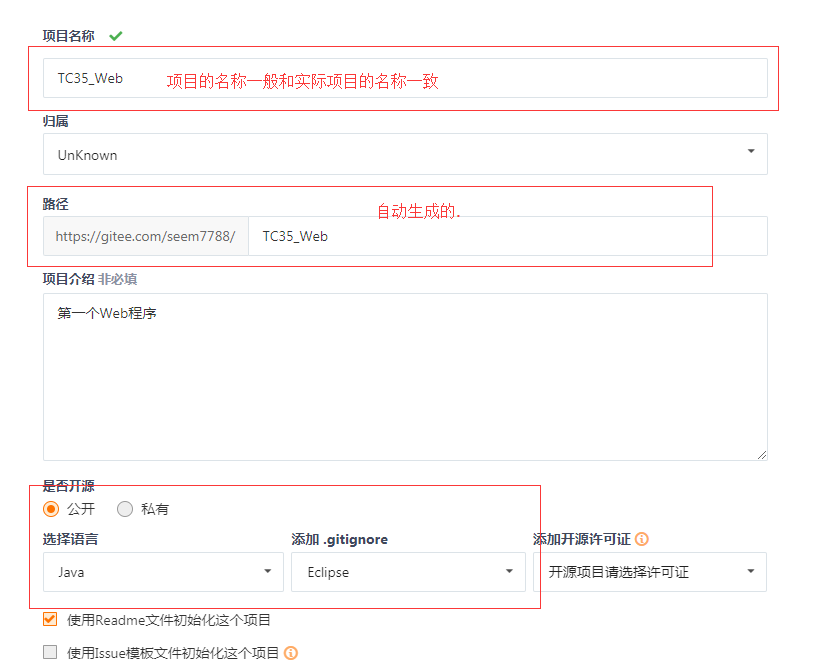 项目名称
TC35_Web 项目的名称一般和实际项目的名称一致
归属
UnKnown
路径
自动生成的.
https://gitee.com/seem7788/ TC35_Web
项目介绍 非必填
第一个Web程序
是否开源
公开 私有
选择语言 添加 .gitignore 添加开源许可证
Java Eclipse 开源项目请选择许可证
使用Readme文件初始化这个项目
使用Issue模板文件初始化这个项目